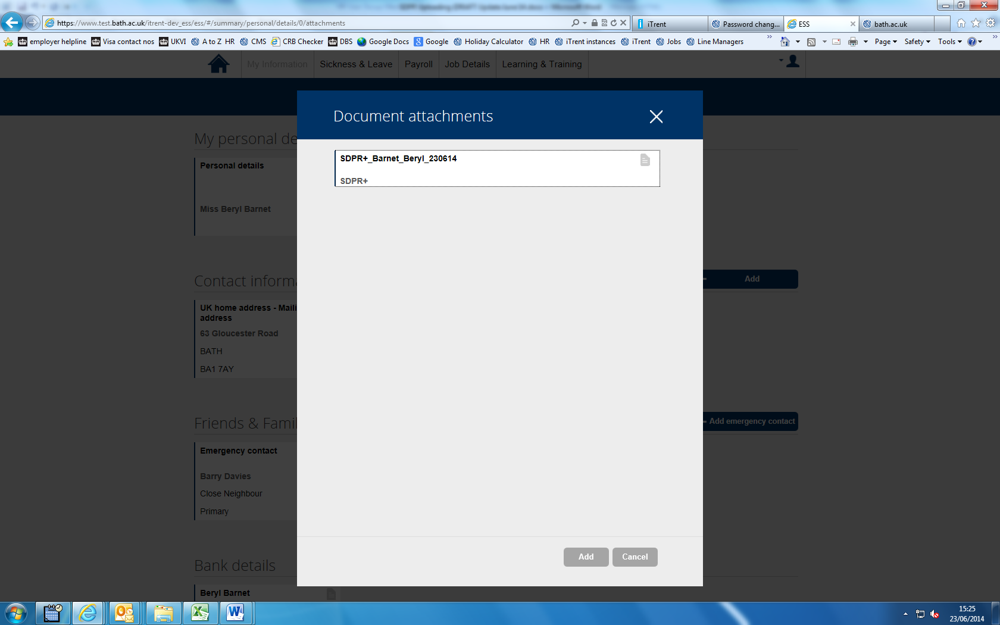 https://www.test.bath.ac.uk/itrent-dev_ess/ess/#/summary/personal/details/0/attachments
iTrent
Password chang...
ESS
bath.ac.uk
employer helpline
Visa contact nos
UKVI
A to Z HR
CMS
CRB Checker
DBS
Google Docs
Google
Holiday Calculator
HR
iTrent instances
iTrent
Jobs
Line Managers
Page
Safety
Tools
My Information
Sickness & Leave
Payroll
Job Details
Learning & Training
Document attachments
SDPR+_Barnet_Beryl_230614
SDPR+
Add
Cancel
My personal de
Personal details
Miss Beryl Barnet
Contact informa
Add
UK home address - Maili
address
63 Gloucester Road
BATH
BA1 7AY
Friends & Famil
Add emergency contact
Emergency contact
Barry Davies
Close Neighbour
Primary
Bank details
Beryl Barnet
15:25
23/06/2014